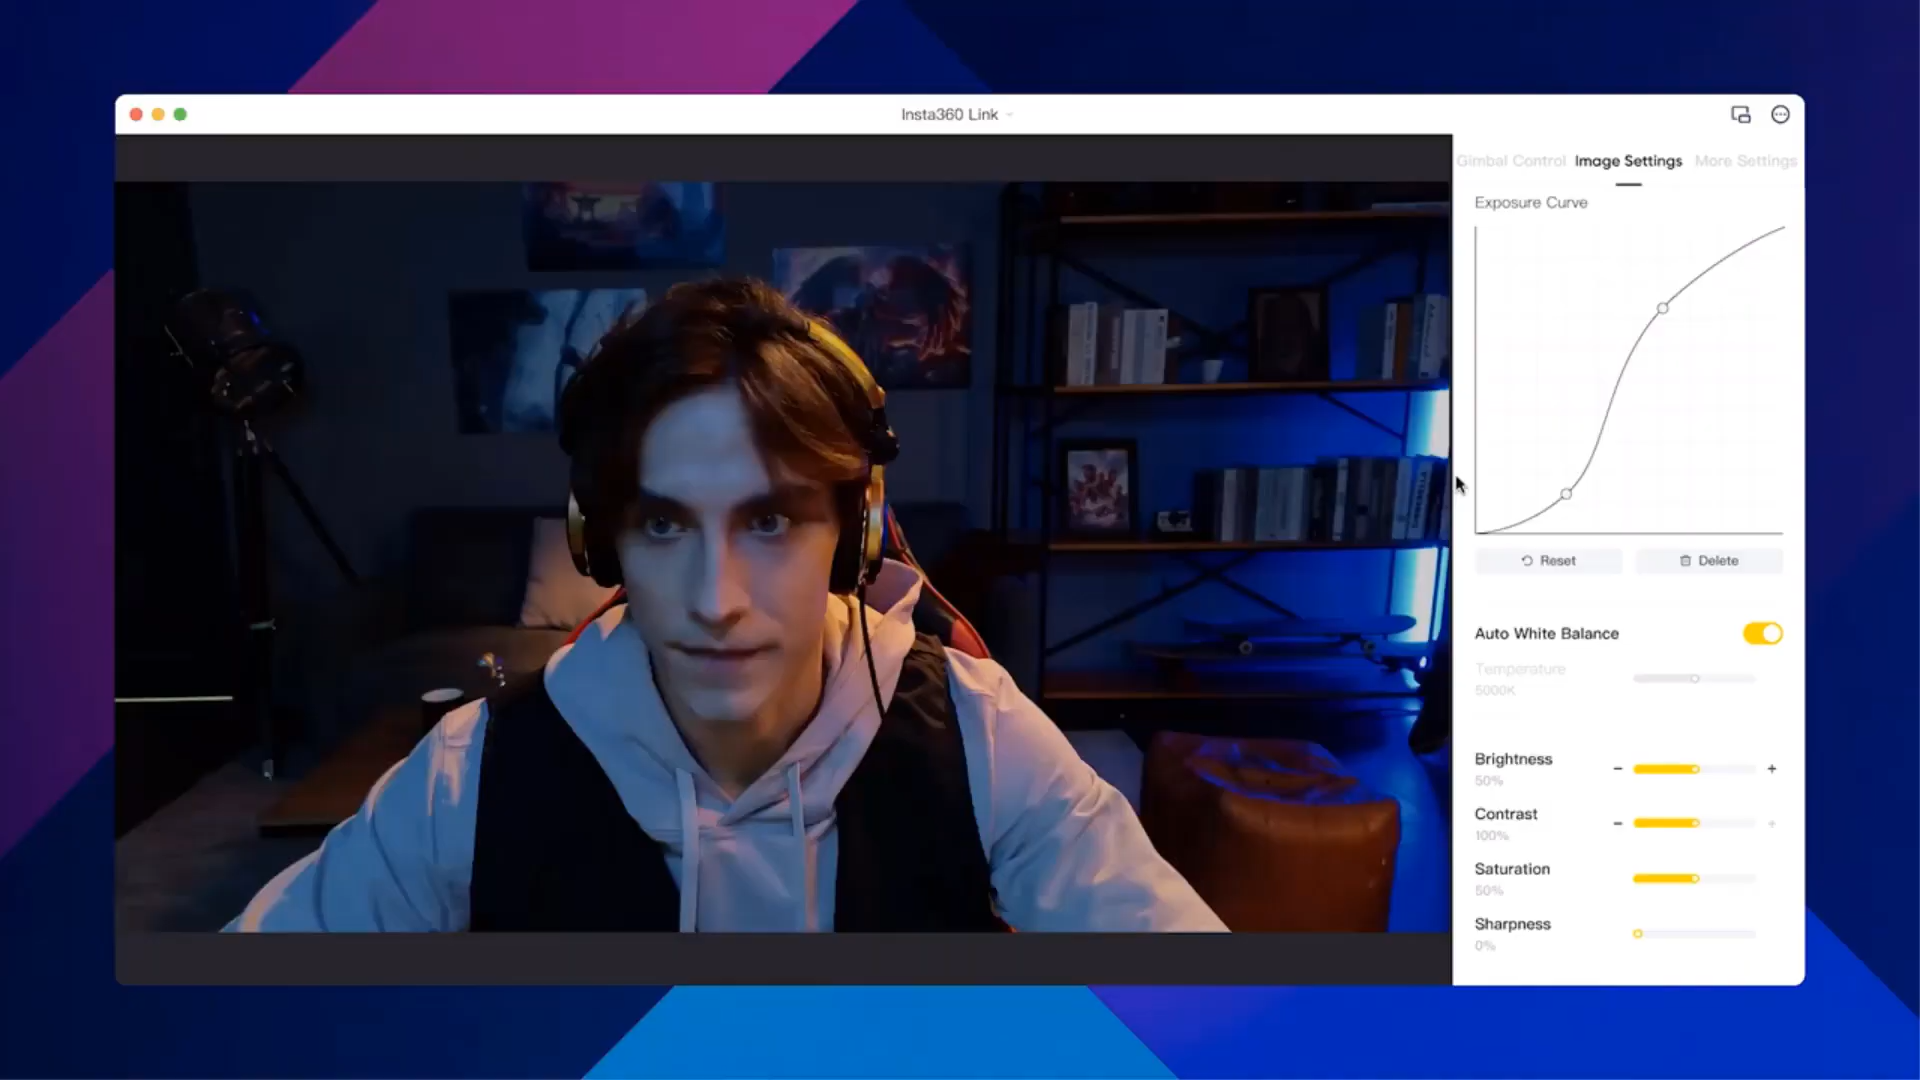 Insta360 Link
Gimbal Control Image Settings More Settings
Exposure Curve
Reset Delete
Auto White Balance
Temperature
5000K
Brightness
50%
Contrast
100%
Saturation
50%
Sharpness
0%